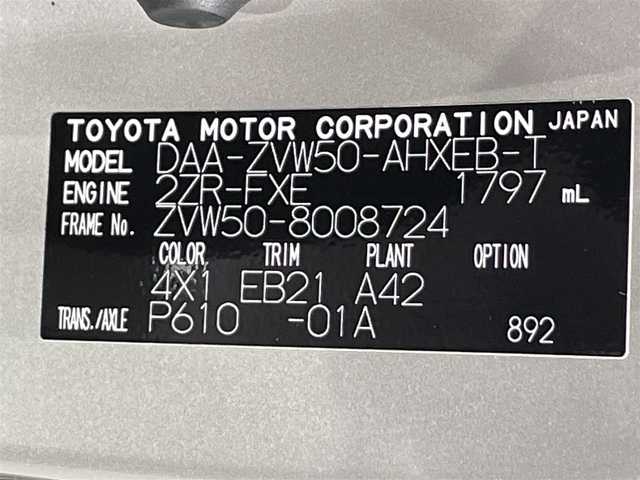 TOYOTA MOTOR CORPORATION JAPAN
MODEL DAA-ZVW50-AHXEB-T
ENGINE 2ZR-FXE 1797 mL
FRAME No. ZVW50-8008724
COLOR TRIM PLANT OPTION
4X1 EB21 A42
TRANS./AXLE P610 -01A 892